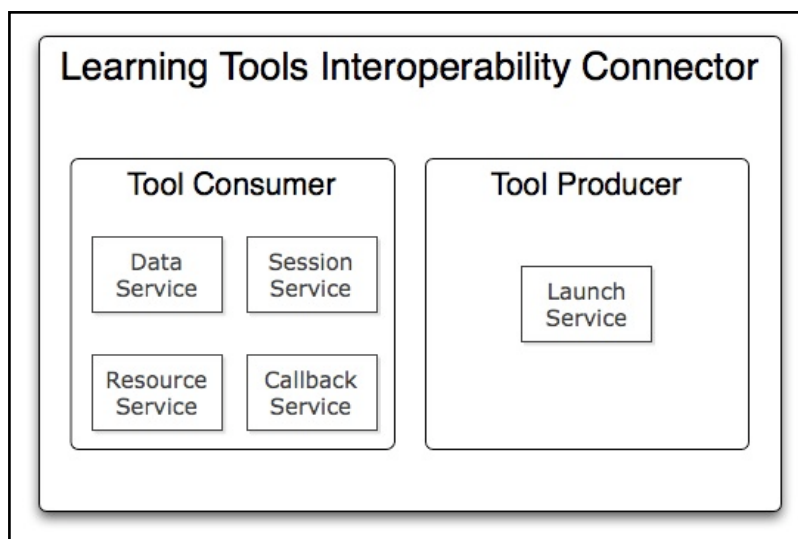 Learning Tools Interoperability Connector
Tool Consumer
Data
Service
Session
Service
Resource
Service
Callback
Service
Tool Producer
Launch
Service